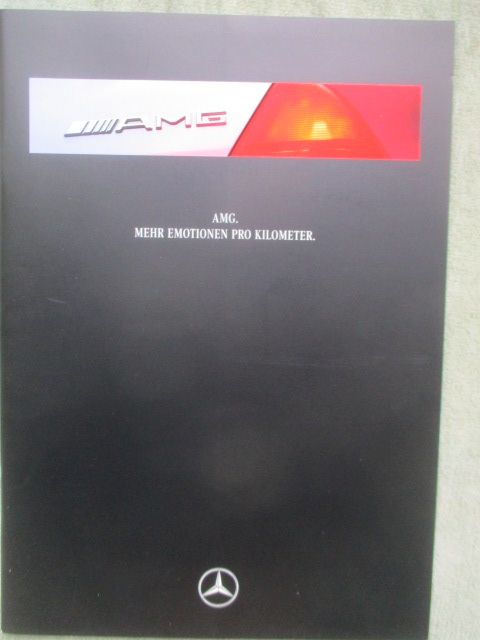 AMG
AMG.
MEHR EMOTIONEN PRO KILOMETER.